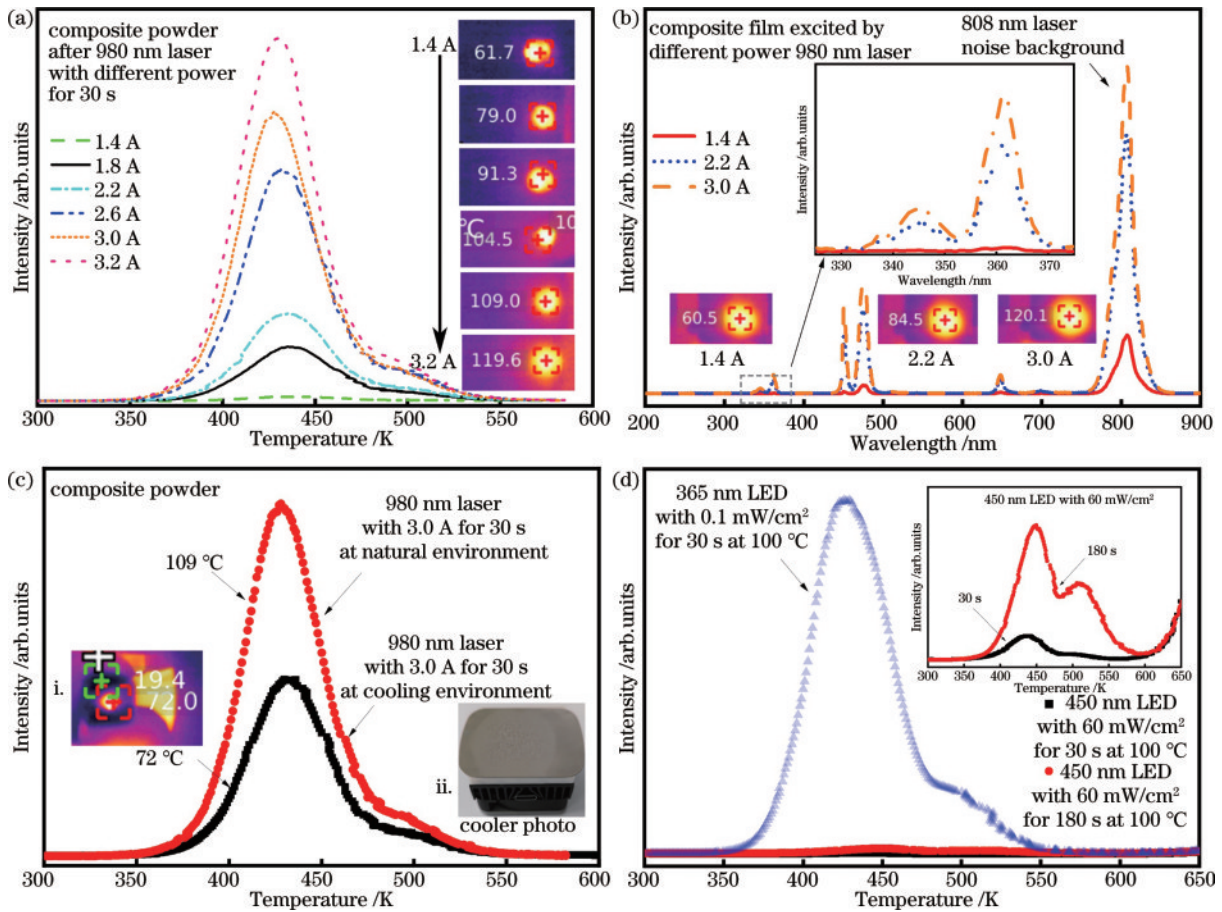 (a)
composite powder
after 980 nm laser
with different power
for 30 s
1.4 A
1.8 A
2.2 A
2.6 A
3.0 A
3.2 A
1.4 A
3.2 A
61.7
79.0
91.3
°C
10
104.5
109.0
119.6
Intensity /arb.units
300 350 400 450 500 550 600
Temperature /K
(b)
composite film excited by
different power 980 nm laser
808 nm laser
noise background
1.4 A
2.2 A
3.0 A
Intensity /arb.units
330 340 350 360 370
Wavelength /nm
60.5
1.4 A
84.5
2.2 A
120.1
3.0 A
Intensity /arb.units
200 300 400 500 600 700 800 900
Wavelength /nm
(c)
composite powder
980 nm laser
with 3.0 A for 30 s
at natural environment
109 °C
980 nm laser
with 3.0 A for 30 s
at cooling environment
i.
19.4
72.0
72 °C
ii.
cooler photo
Intensity /arb.units
300 350 400 450 500 550 600
Temperature /K
(d)
365 nm LED
with 0.1 mW/cm²
for 30 s at 100 °C
450 nm LED with 60 mW/cm²
180 s
30 s
Intensity /arb.units
300 350 400 450 500 550 600 650
Temperature /K
450 nm LED
with 60 mW/cm²
for 30 s at 100 °C
450 nm LED
with 60 mW/cm²
for 180 s at 100 °C
Intensity /arb.units
300 350 400 450 500 550 600 650
Temperature /K